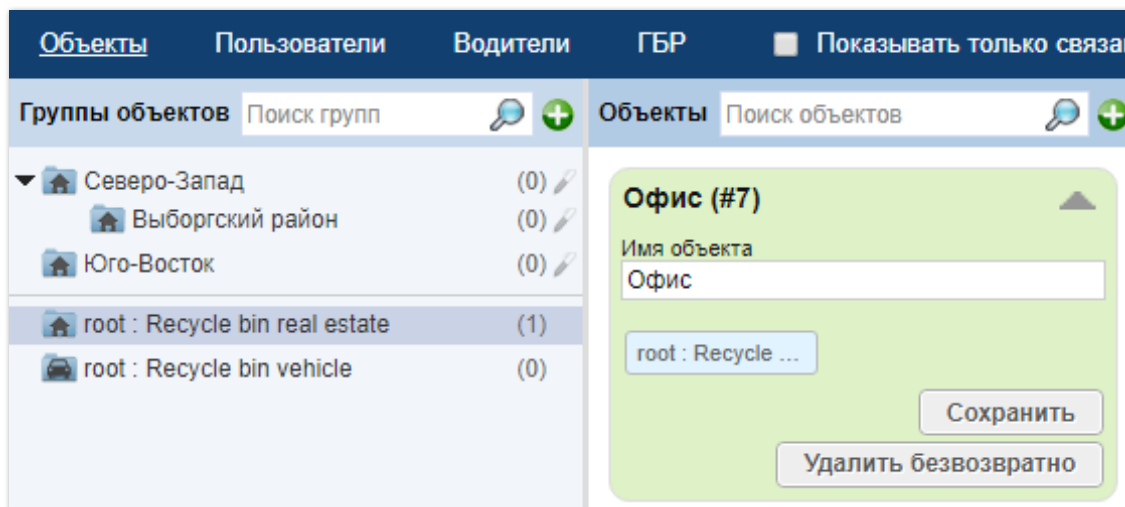 Объекты Пользователи Водители ГБР Показывать только
Группы объектов Поиск групп Объекты Поиск объектов
Северо-Запад (0)
Выборгский район (0)
Юго-Восток (0)
root : Recycle bin real estate (1)
root : Recycle bin vehicle (0)
Офис (#7)
Имя объекта
Офис
root : Recycle ...
Сохранить
Удалить безвозвратно